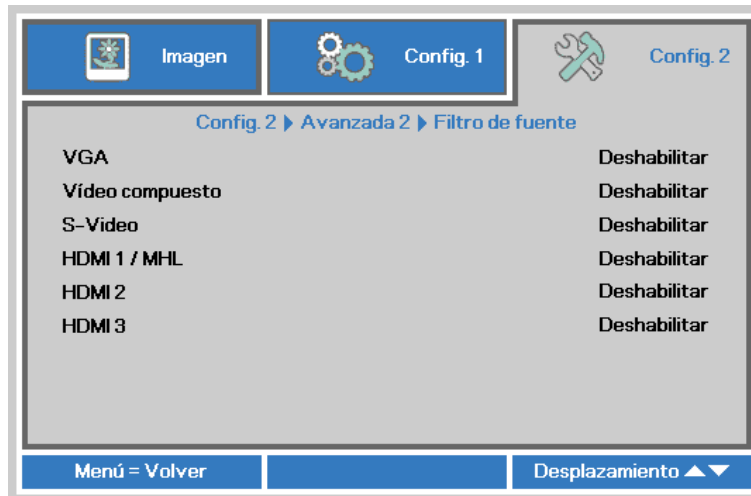 Imagen Config. 1 Config. 2
Config. 2 ▶ Avanzada 2 ▶ Filtro de fuente
VGA Deshabilitar
Vídeo compuesto Deshabilitar
S-Video Deshabilitar
HDMI 1 / MHL Deshabilitar
HDMI 2 Deshabilitar
HDMI 3 Deshabilitar
Menú = Volver Desplazamiento ▲▼